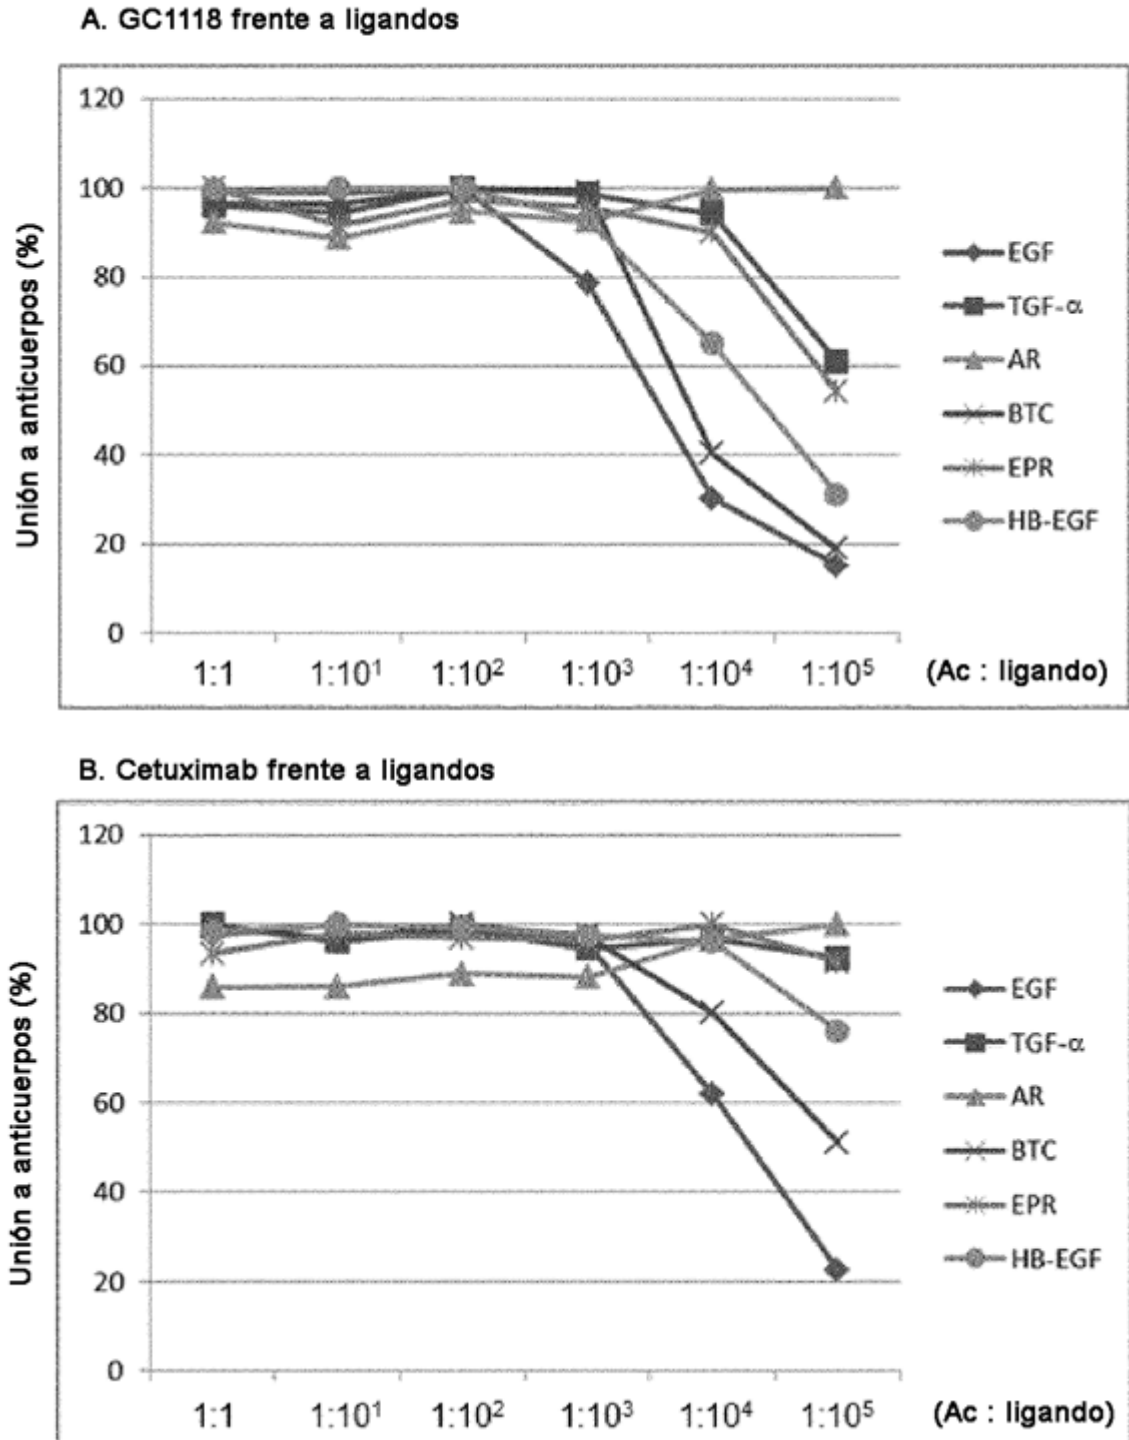 A. GC1118 frente a ligandos
Unión a anticuerpos (%)
120
100
80
60
40
20
0
1:1 1:10¹ 1:10² 1:10³ 1:10⁴ 1:10⁵ (Ac : ligando)
EGF
TGF-α
AR
BTC
EPR
HB-EGF
B. Cetuximab frente a ligandos
Unión a anticuerpos (%)
120
100
80
60
40
20
0
1:1 1:10¹ 1:10² 1:10³ 1:10⁴ 1:10⁵ (Ac : ligando)
EGF
TGF-α
AR
BTC
EPR
HB-EGF